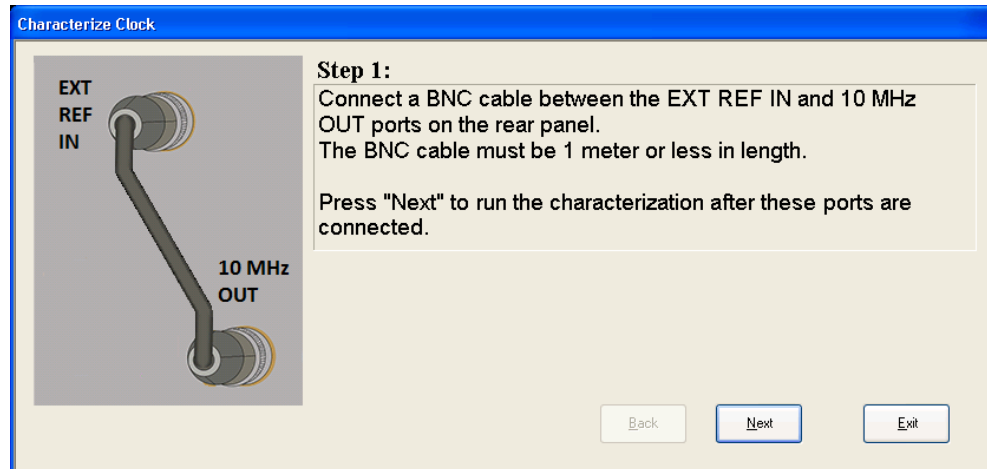 Characterize Clock
EXT
REF
IN
10 MHz
OUT
Step 1:
Connect a BNC cable between the EXT REF IN and 10 MHz
OUT ports on the rear panel.
The BNC cable must be 1 meter or less in length.
Press "Next" to run the characterization after these ports are
connected.
Back
Next
Exit